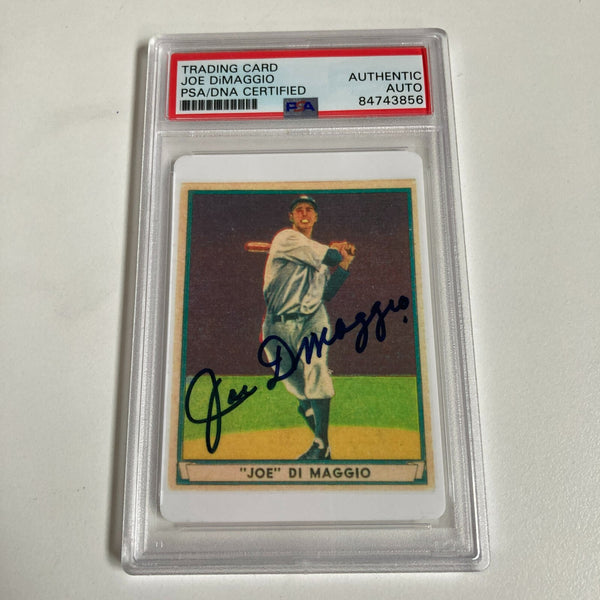 TRADING CARD
JOE DiMAGGIO
PSA/DNA CERTIFIED
AUTHENTIC
AUTO
84743856
PSA
Joe DiMaggio
"JOE" DI MAGGIO